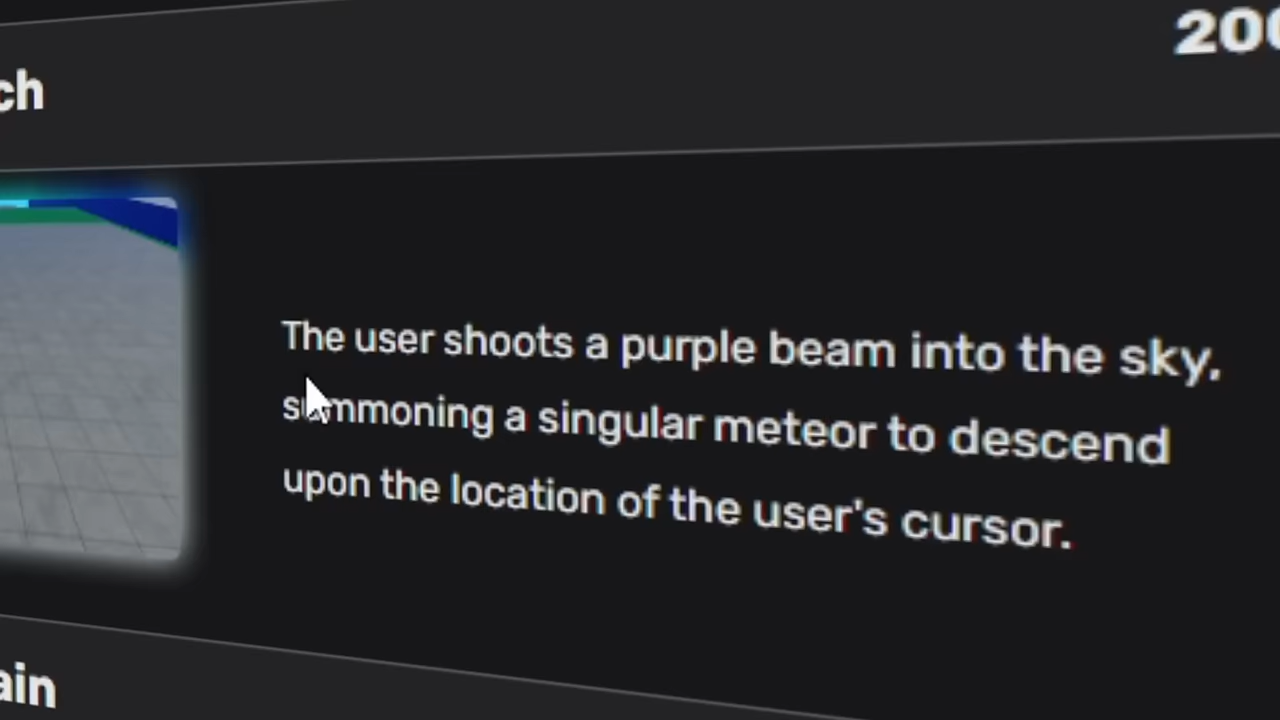 ch
200
The user shoots a purple beam into the sky,
summoning a singular meteor to descend
upon the location of the user's cursor.
ain